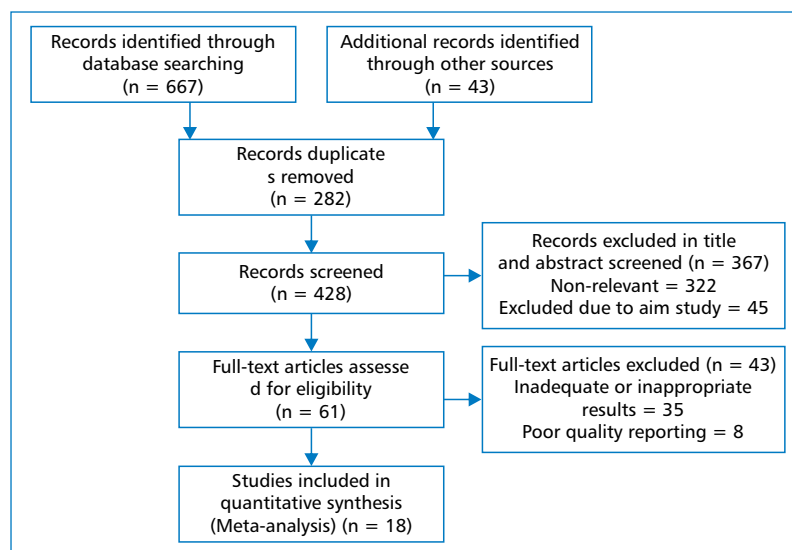 Records identified through
database searching
(n = 667)
Additional records identified
through other sources
(n = 43)
Records duplicate
s removed
(n = 282)
Records screened
(n = 428)
Records excluded in title
and abstract screened (n = 367)
Non-relevant = 322
Excluded due to aim study = 45
Full-text articles assesse
d for eligibility
(n = 61)
Full-text articles excluded (n = 43)
Inadequate or inappropriate
results = 35
Poor quality reporting = 8
Studies included in
quantitative synthesis
(Meta-analysis) (n = 18)